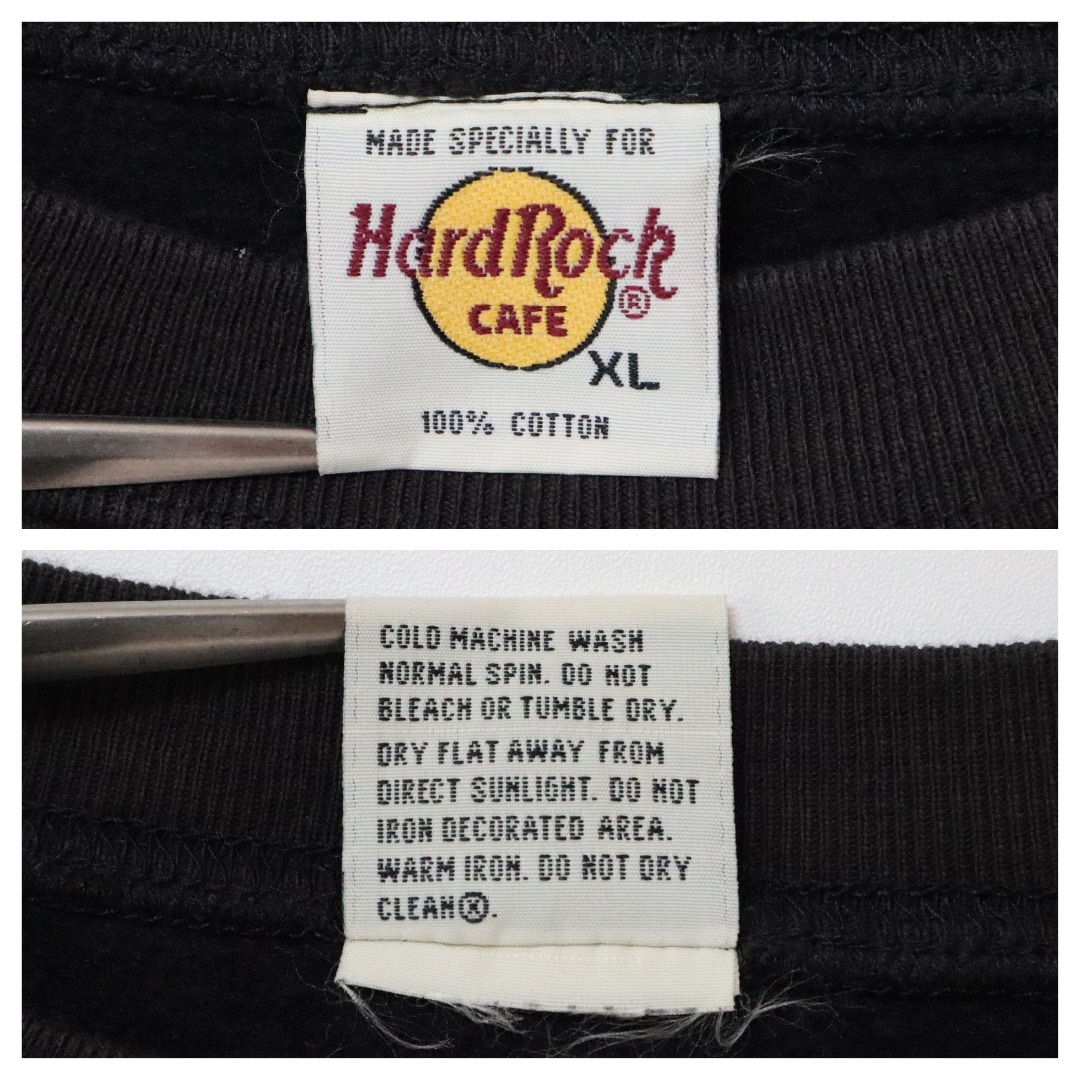 MADE SPECIALLY FOR
Hard Rock
CAFE ®
XL
100% COTTON
COLD MACHINE WASH
NORMAL SPIN. DO NOT
BLEACH OR TUMBLE DRY.
DRY FLAT AWAY FROM
DIRECT SUNLIGHT. DO NOT
IRON DECORATED AREA.
WARM IRON. DO NOT DRY
CLEANⓍ.